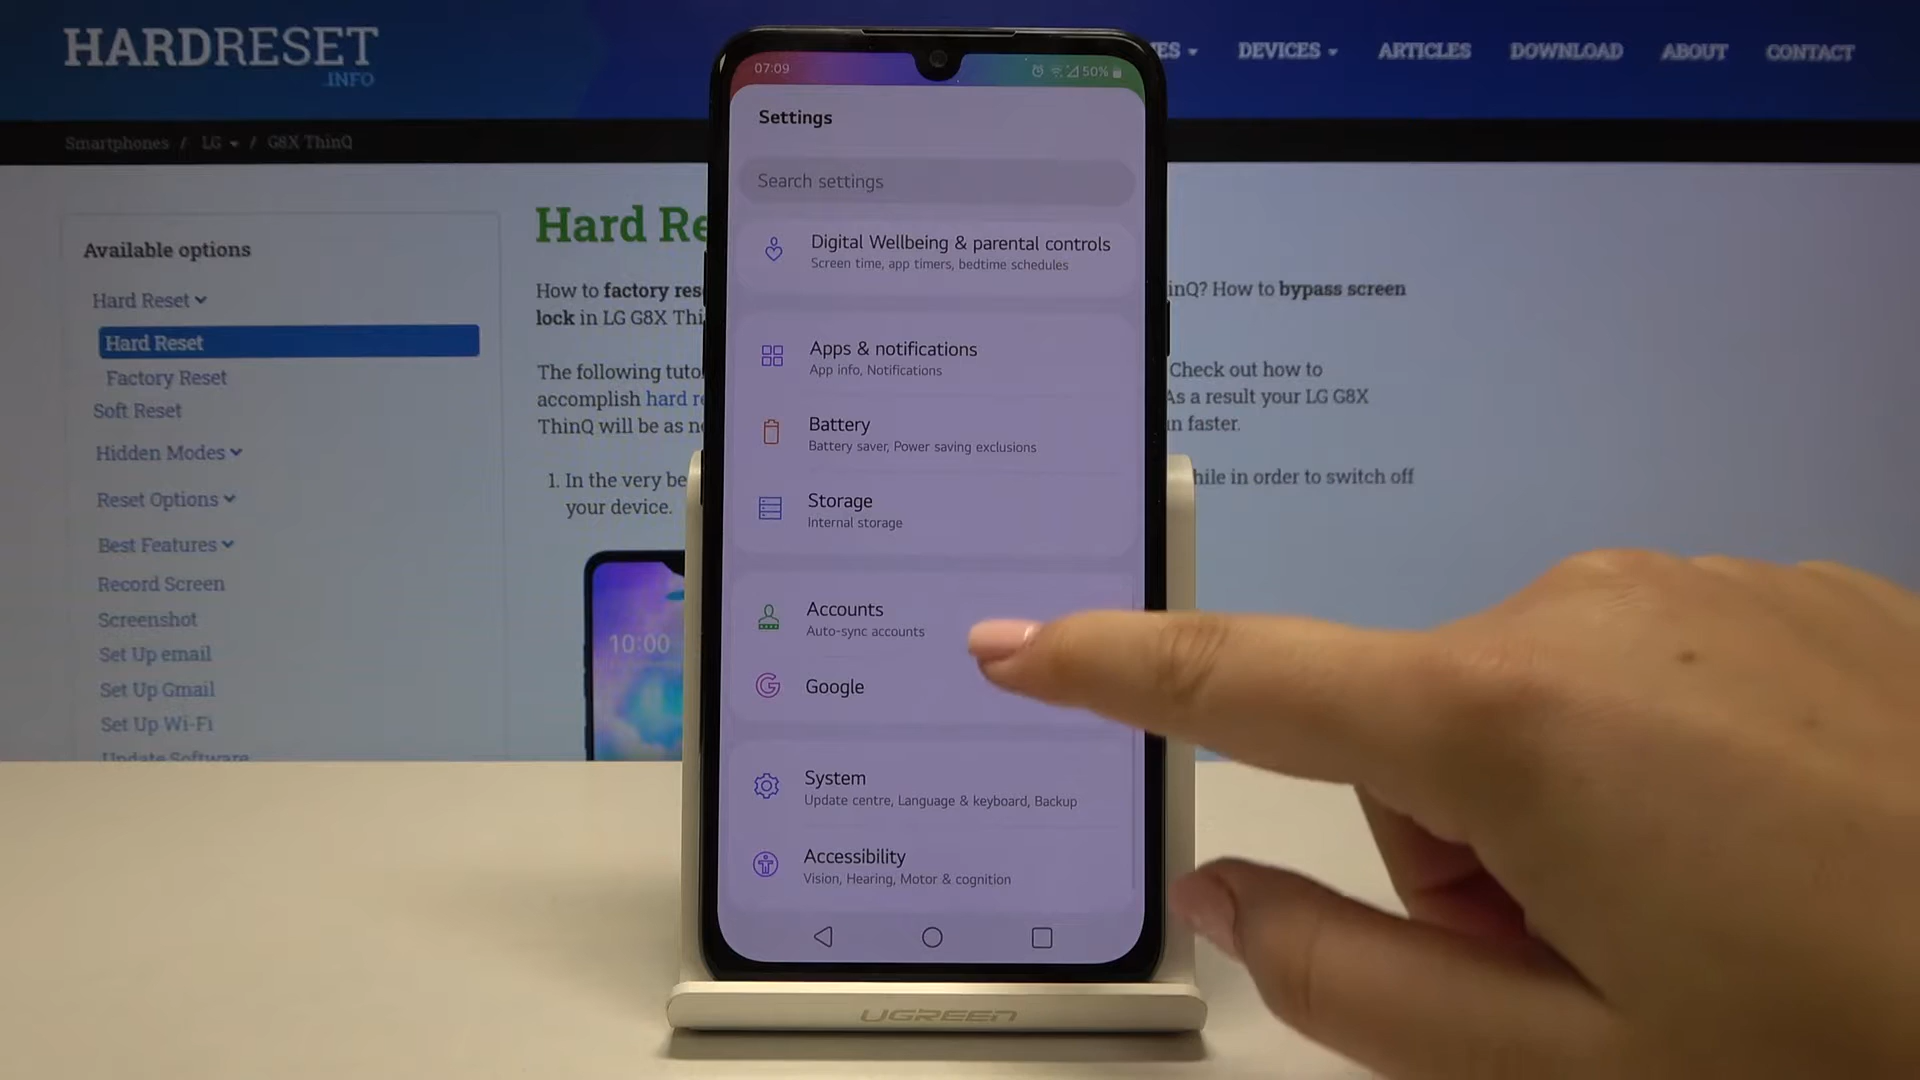 HARDRESET
.INFO
DEVICES
ARTICLES
DOWNLOAD
ABOUT
CONTACT
Smartphones / LG / G8X ThinQ
Available options
Hard Reset
Hard Reset
Factory Reset
Soft Reset
Hidden Modes
Reset Options
Best Features
Record Screen
Screenshot
Set Up email
Set Up Gmail
Set Up Wi-Fi
Update Software
Hard Re
How to factory res
inQ? How to bypass screen
lock in LG G8X Thi
The following tuto
Check out how to
accomplish hard re
As a result your LG G8X
ThinQ will be as ne
n faster.
1. In the very be
hile in order to switch off
your device.
10:00
07:09
50%
Settings
Search settings
Digital Wellbeing & parental controls
Screen time, app timers, bedtime schedules
Apps & notifications
App info, Notifications
Battery
Battery saver, Power saving exclusions
Storage
Internal storage
Accounts
Auto-sync accounts
Google
System
Update centre, Language & keyboard, Backup
Accessibility
Vision, Hearing, Motor & cognition
UGREEN